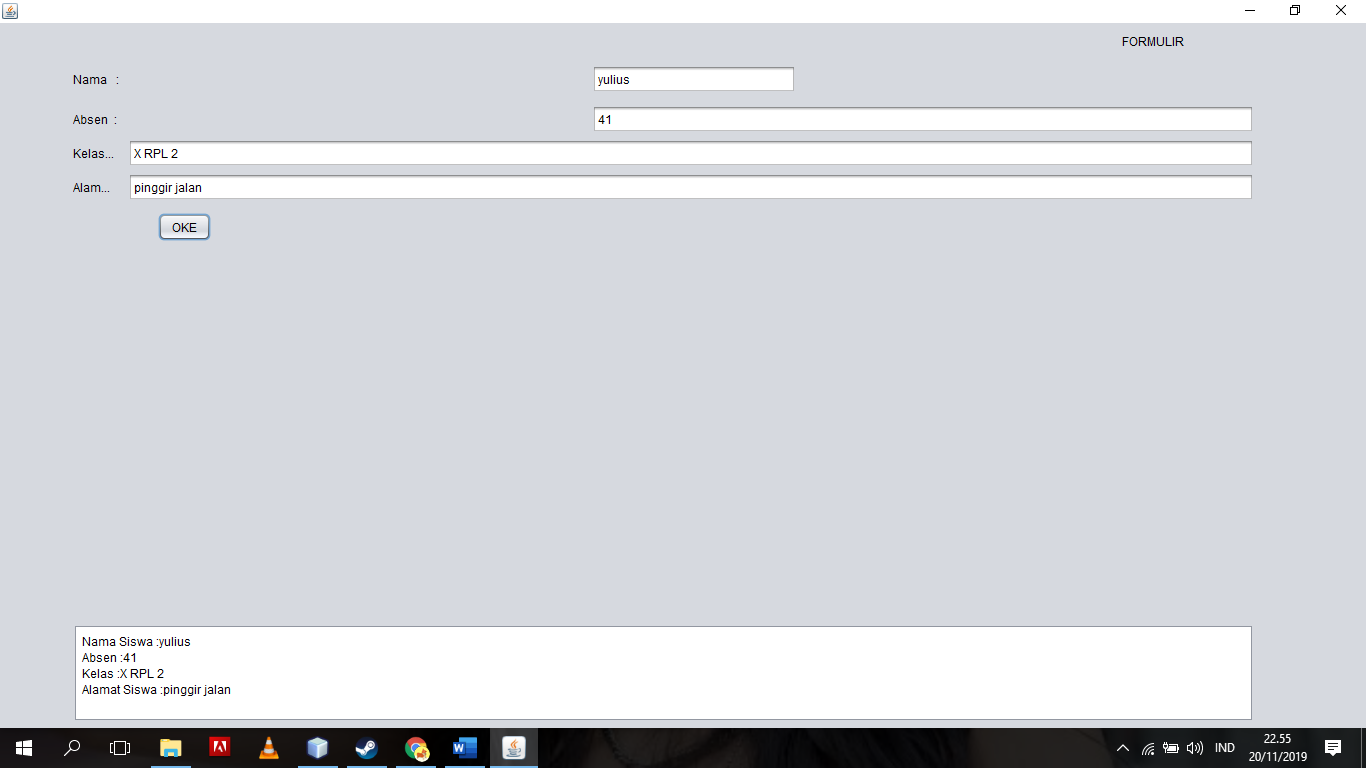 FORMULIR
Nama : yulius
Absen : 41
Kelas... X RPL 2
Alam... pinggir jalan
OKE
Nama Siswa :yulius
Absen :41
Kelas :X RPL 2
Alamat Siswa :pinggir jalan
IND
22.55
20/11/2019